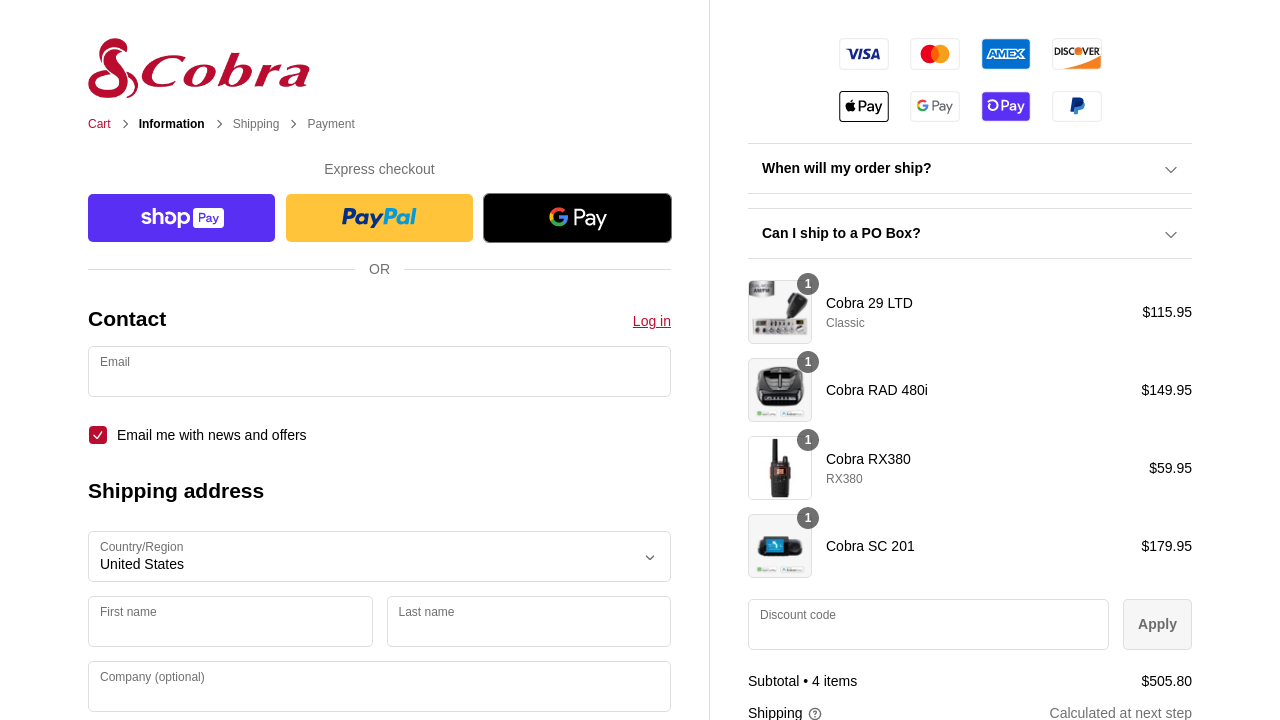 Cobra
Cart
Information
Shipping
Payment
Express checkout
shop Pay
PayPal
G Pay
OR
Contact
Log in
Email
Email me with news and offers
Shipping address
Country/Region
United States
First name
Last name
Company (optional)
VISA
AMEX
DISCOVER
Pay
G Pay
Pay
When will my order ship?
Can I ship to a PO Box?
1
Cobra 29 LTD
Classic
$115.95
1
Cobra RAD 480i
$149.95
1
Cobra RX380
RX380
$59.95
1
Cobra SC 201
$179.95
Discount code
Apply
Subtotal • 4 items
$505.80
Shipping
Calculated at next step